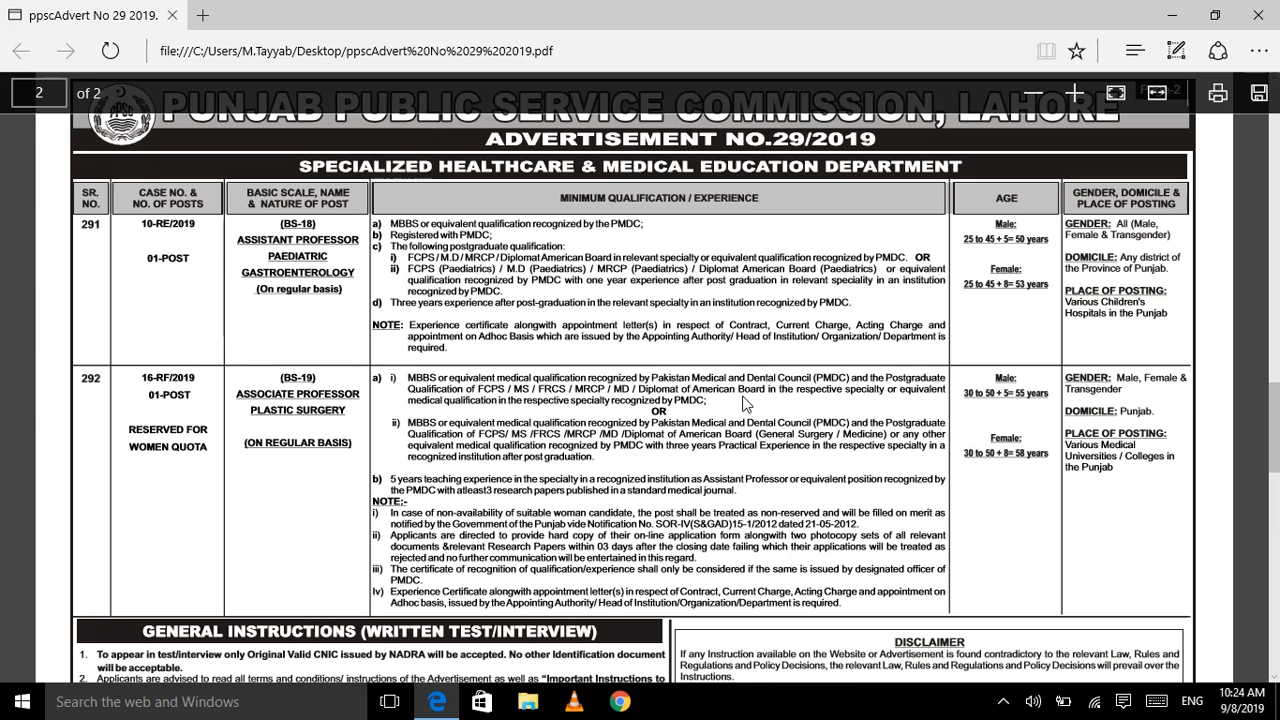 ppscAdvert No 29 2019.
file:///C:/Users/M.Tayyab/Desktop/ppscAdvert%20No%2029%202019.pdf
2 of 2
PUNJAB PUBLIC SERVICE COMMISSION, LAHORE
ADVERTISEMENT NO.29/2019
SPECIALIZED HEALTHCARE & MEDICAL EDUCATION DEPARTMENT
SR. NO.
CASE NO. & NO. OF POSTS
BASIC SCALE, NAME & NATURE OF POST
MINIMUM QUALIFICATION / EXPERIENCE
AGE
GENDER, DOMICILE & PLACE OF POSTING
291
10-RE/2019
01-POST
(BS-18)
ASSISTANT PROFESSOR
PAEDIATRIC
GASTROENTEROLOGY
(On regular basis)
a) MBBS or equivalent qualification recognized by the PMDC;
b) Registered with PMDC;
c) The following postgraduate qualification:
i) FCPS / M.D / MRCP / Diplomat American Board in relevant specialty or equivalent qualification recognized by PMDC. OR
ii) FCPS (Paediatrics) / M.D (Paediatrics) / MRCP (Paediatrics) / Diplomat American Board (Paediatrics) or equivalent
qualification recognized by PMDC with one year experience after post graduation in relevant specialty in an institution
recognized by PMDC.
d) Three years experience after post-graduation in the relevant specialty in an institution recognized by PMDC.
NOTE: Experience certificate alongwith appointment letter(s) in respect of Contract, Current Charge, Acting Charge and
appointment on Adhoc Basis which are issued by the Appointing Authority/ Head of Institution/ Organization/ Department is
required.
Male:
25 to 45 + 5= 50 years
Female:
25 to 45 + 8= 53 years
GENDER: All (Male,
Female & Transgender)
DOMICILE: Any district of
the Province of Punjab.
PLACE OF POSTING:
Various Children's
Hospitals in the Punjab
292
16-RF/2019
01-POST
RESERVED FOR
WOMEN QUOTA
(BS-19)
ASSOCIATE PROFESSOR
PLASTIC SURGERY
(ON REGULAR BASIS)
a) i) MBBS or equivalent medical qualification recognized by Pakistan Medical and Dental Council (PMDC) and the Postgraduate
Qualification of FCPS / MS / FRCS / MRCP / MD / Diplomat of American Board in the respective specialty or equivalent
medical qualification in the respective specialty recognized by PMDC;
OR
ii) MBBS or equivalent medical qualification recognized by Pakistan Medical and Dental Council (PMDC) and the Postgraduate
Qualification of FCPS/ MS /FRCS /MRCP /MD /Diplomat of American Board (General Surgery / Medicine) or any other
equivalent medical qualification recognized by PMDC with three years Practical Experience in the respective specialty in a
recognized institution after post graduation.
b) 5 years teaching experience in the specialty in a recognized institution as Assistant Professor or equivalent position recognized by
the PMDC with atleast3 research papers published in a standard medical journal.
NOTE:-
i) In case of non-availability of suitable woman candidate, the post shall be treated as non-reserved and will be filled on merit as
notified by the Government of the Punjab vide Notification No. SOR-IV(S&GAD)15-1/2012 dated 21-05-2012.
ii) Applicants are directed to provide hard copy of their on-line application form alongwith two photocopy sets of all relevant
documents &relevant Research Papers within 03 days after the closing date failing which their applications will be treated as
rejected and no further communication will be entertained in this regard.
iii) The certificate of recognition of qualification/experience shall only be considered if the same is issued by designated officer of
PMDC.
Iv) Experience Certificate alongwith appointment letter(s) in respect of Contract, Current Charge, Acting Charge and appointment on
Adhoc basis, issued by the Appointing Authority/ Head of Institution/Organization/Department is required.
Male:
30 to 50 + 5= 55 years
Female:
30 to 50 + 8= 58 years
GENDER: Male, Female &
Transgender
DOMICILE: Punjab.
PLACE OF POSTING:
Various Medical
Universities / Colleges in
the Punjab
GENERAL INSTRUCTIONS (WRITTEN TEST/INTERVIEW)
1. To appear in test/interview only Original Valid CNIC issued by NADRA will be accepted. No other Identification document
will be acceptable.
2. Applicants are advised to read all terms and conditions/ instructions of the Advertisement as well as "Important Instructions to
DISCLAIMER
If any Instruction available on the Website or Advertisement is found contradictory to the relevant Law, Rules and
Regulations and Policy Decisions, the relevant Law, Rules and Regulations and Policy Decisions will prevail over the
Instructions.
Search the web and Windows
ENG
10:24 AM
9/8/2019